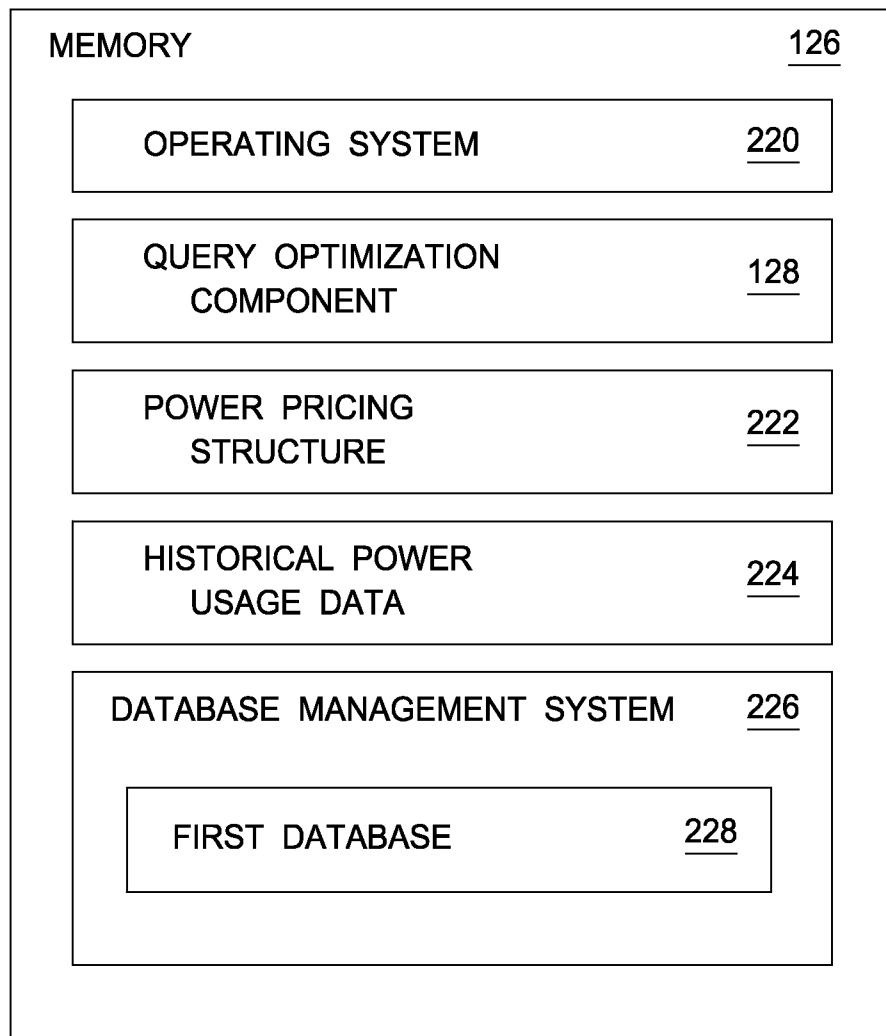 MEMORY 126
OPERATING SYSTEM 220
QUERY OPTIMIZATION
COMPONENT 128
POWER PRICING
STRUCTURE 222
HISTORICAL POWER
USAGE DATA 224
DATABASE MANAGEMENT SYSTEM 226
FIRST DATABASE 228